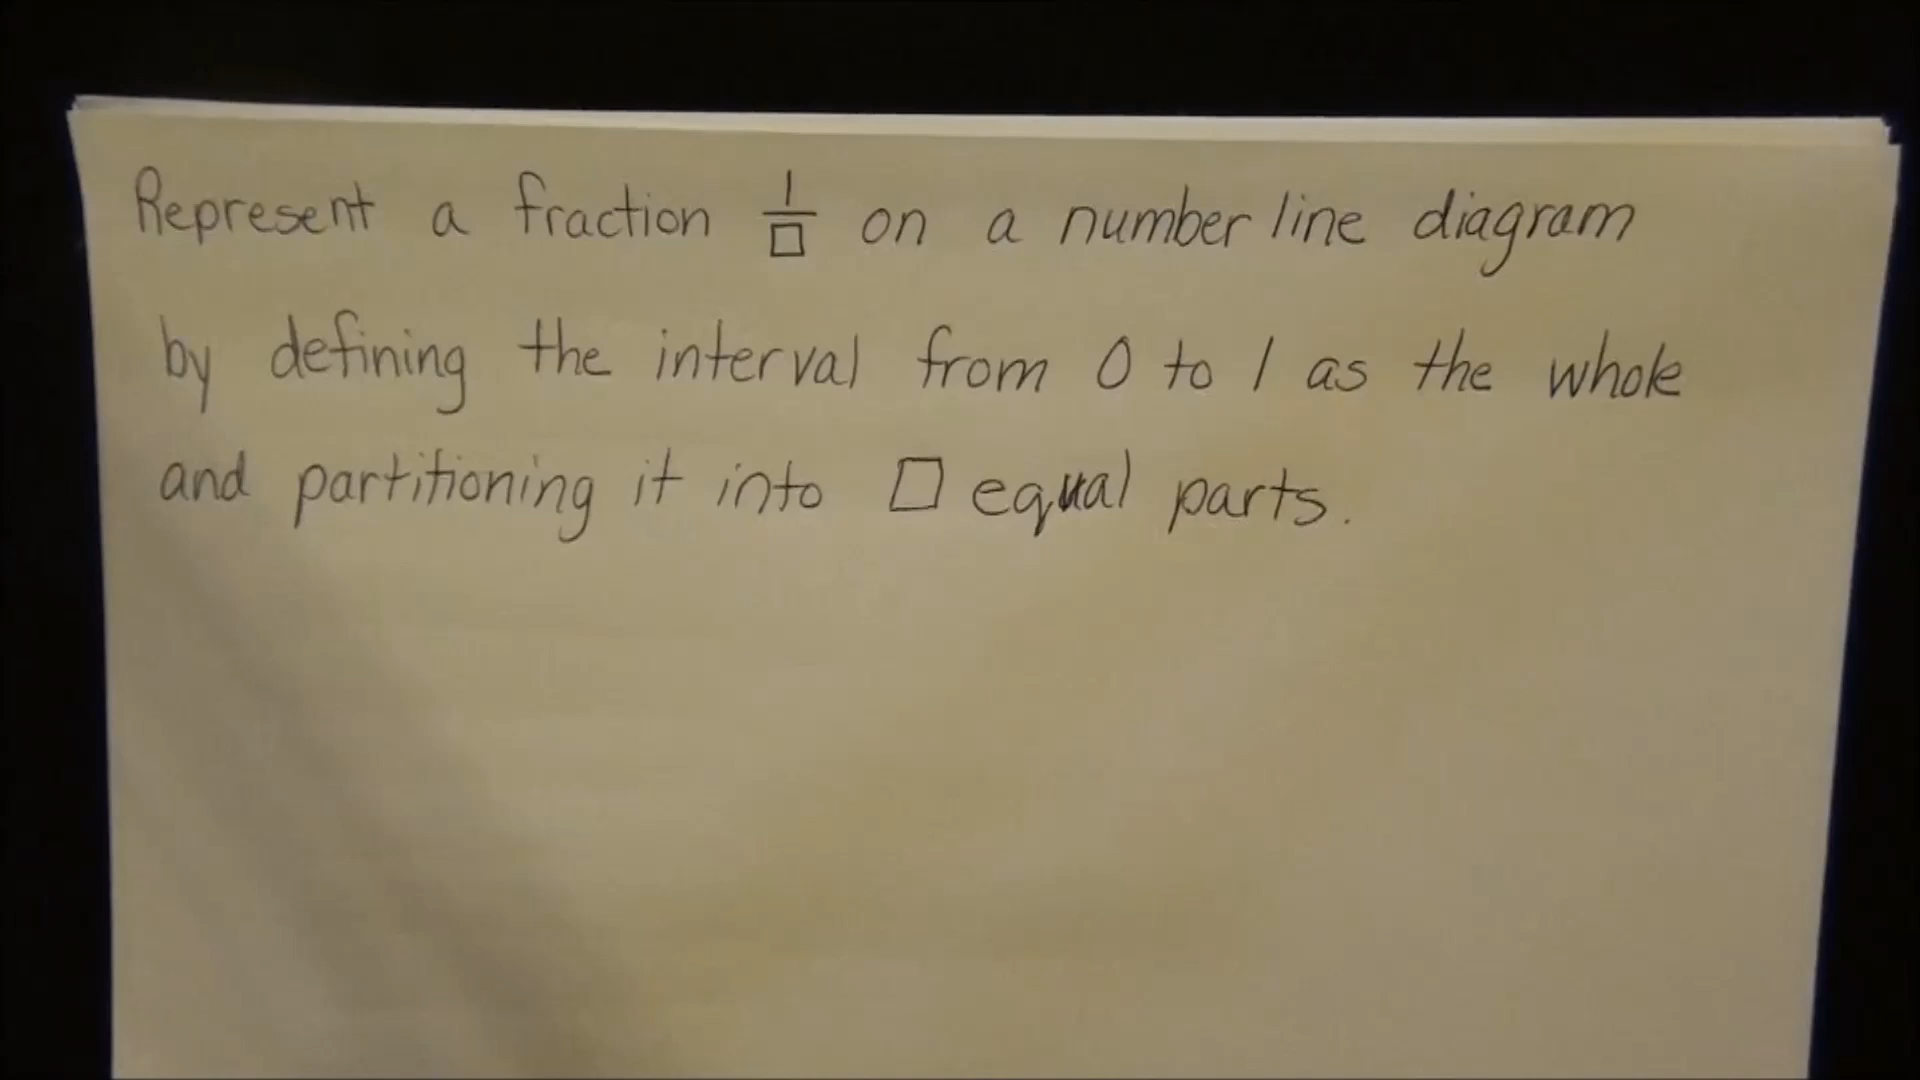 Represent a fraction 1/□ on a number line diagram
by defining the interval from 0 to 1 as the whole
and partitioning it into □ equal parts.